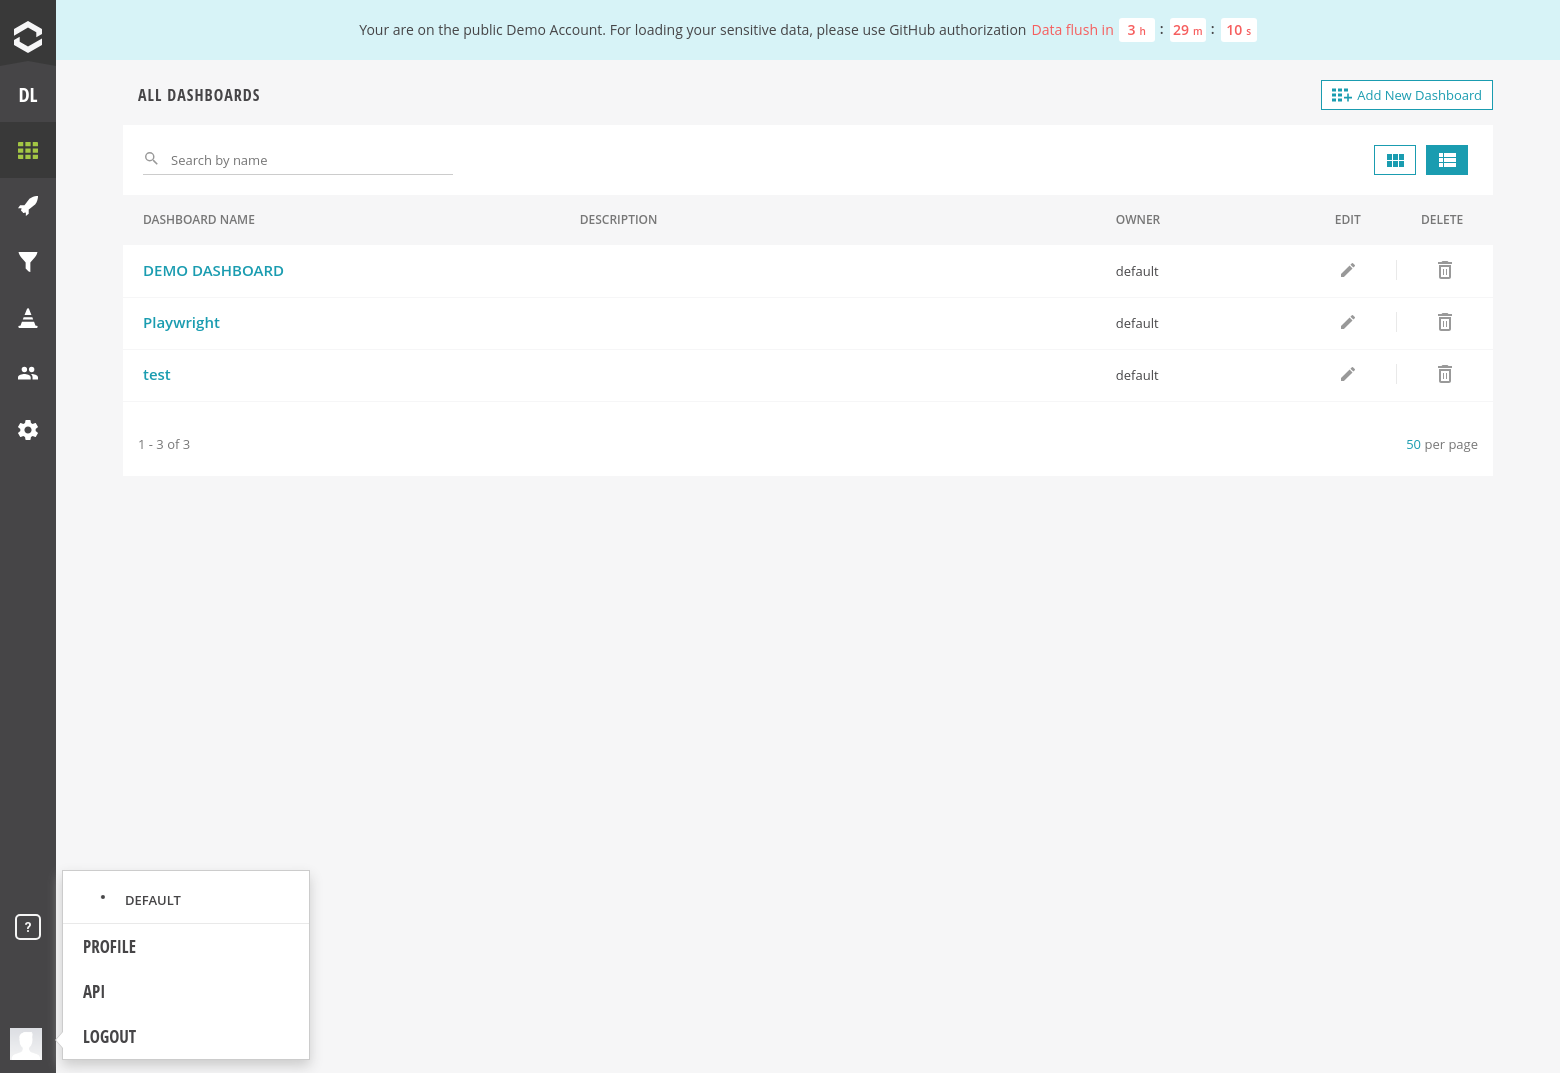 Your are on the public Demo Account. For loading your sensitive data, please use GitHub authorization Data flush in 3 h : 29 m : 10 s
DL
ALL DASHBOARDS
Add New Dashboard
Search by name
DASHBOARD NAME DESCRIPTION OWNER EDIT DELETE
DEMO DASHBOARD default
Playwright default
test default
1 - 3 of 3 50 per page
• DEFAULT
?
PROFILE
API
LOGOUT